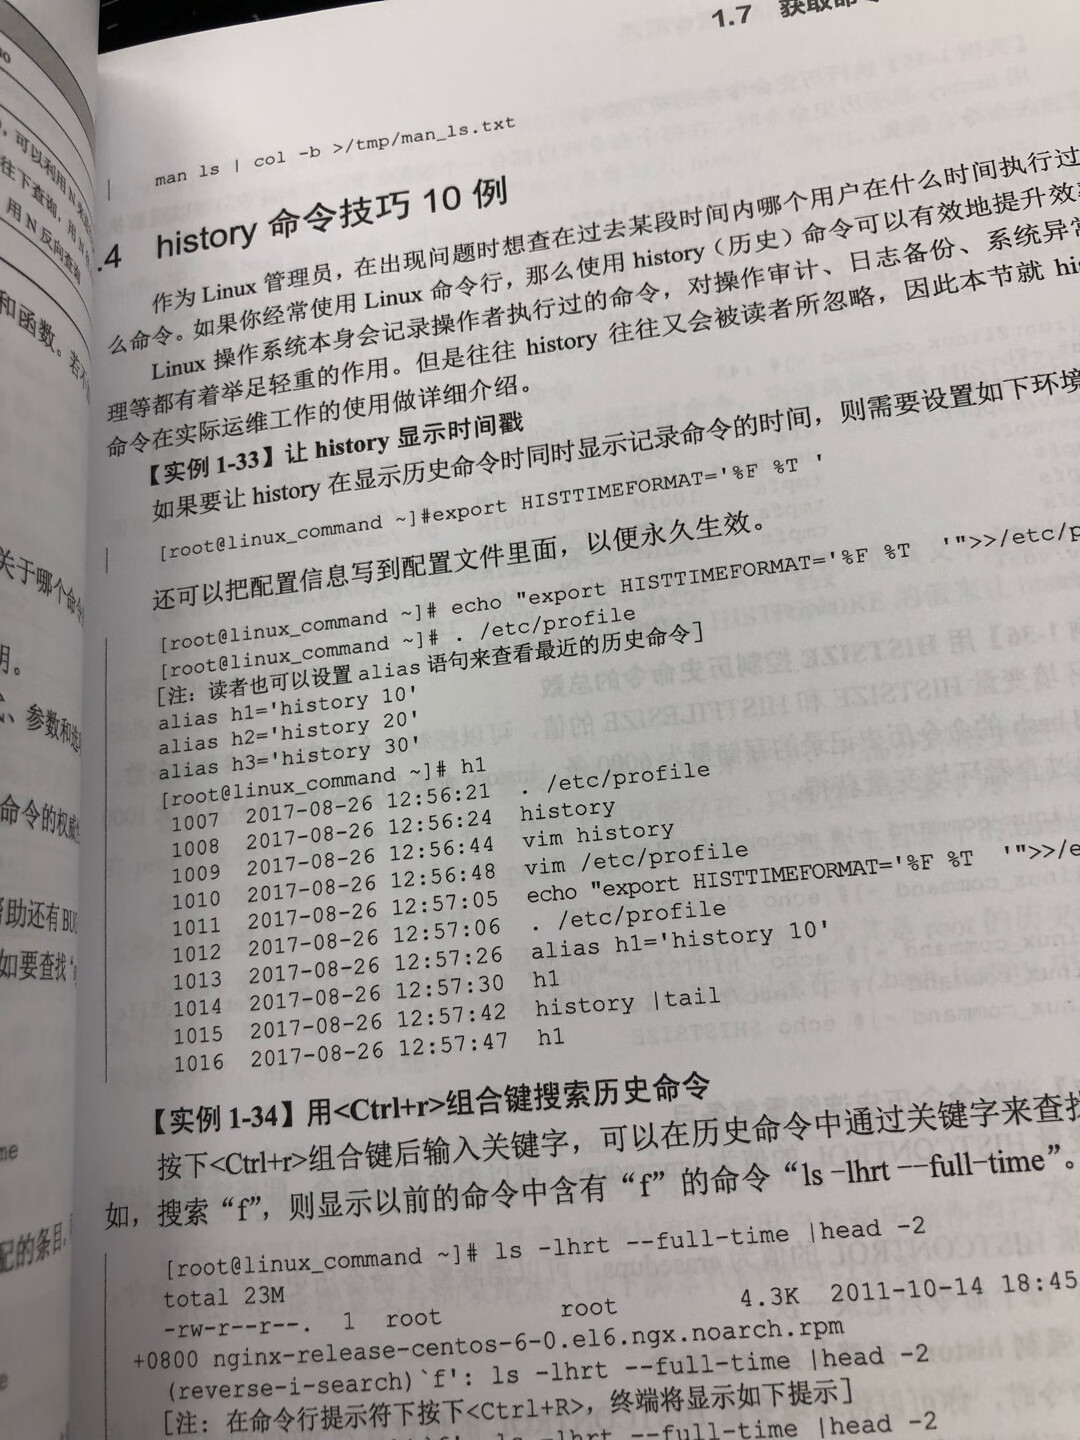 1.7 获取命令
man ls | col -b >/tmp/man_ls.txt
.4 history 命令技巧 10 例
作为 Linux 管理员，在出现问题时想查在过去某段时间内哪个用户在什么时间执行过
么命令。如果你经常使用 Linux 命令行，那么使用 history（历史）命令可以有效地提升效率
Linux 操作系统本身会记录操作者执行过的命令，对操作审计、日志备份、系统异常
理等都有着举足轻重的作用。但是往往 history 往往又会被读者所忽略，因此本节就 his
命令在实际运维工作的使用做详细介绍。
【实例 1-33】让 history 显示时间戳
如果要让 history 在显示历史命令时同时显示记录命令的时间，则需要设置如下环境
[root@linux_command ~]#export HISTTIMEFORMAT='%F %T '
还可以把配置信息写到配置文件里面，以便永久生效。
[root@linux_command ~]# echo "export HISTTIMEFORMAT='%F %T  '">>/etc/p
[root@linux_command ~]# . /etc/profile
[注：读者也可以设置 alias 语句来查看最近的历史命令]
alias h1='history 10'
alias h2='history 20'
alias h3='history 30'
[root@linux_command ~]# h1
1007  2017-08-26 12:56:21  . /etc/profile
1008  2017-08-26 12:56:24  history
1009  2017-08-26 12:56:44  vim history
1010  2017-08-26 12:56:48  vim /etc/profile
1011  2017-08-26 12:57:05  echo "export HISTTIMEFORMAT='%F %T  '">>/e
1012  2017-08-26 12:57:06  . /etc/profile
1013  2017-08-26 12:57:26  alias h1='history 10'
1014  2017-08-26 12:57:30  h1
1015  2017-08-26 12:57:42  history |tail
1016  2017-08-26 12:57:47  h1
【实例 1-34】用<Ctrl+r>组合键搜索历史命令
按下<Ctrl+r>组合键后输入关键字，可以在历史命令中通过关键字来查找
如，搜索“f”，则显示以前的命令中含有“f”的命令“ls -lhrt --full-time”。
[root@linux_command ~]# ls -lhrt --full-time |head -2
total 23M
-rw-r--r--.  1  root  root  4.3K  2011-10-14 18:45
+0800 nginx-release-centos-6-0.el6.ngx.noarch.rpm
(reverse-i-search)`f': ls -lhrt --full-time |head -2
[注：在命令行提示符下按下<Ctrl+R>，终端将显示如下提示]
ls -lhrt --full-time |head -2